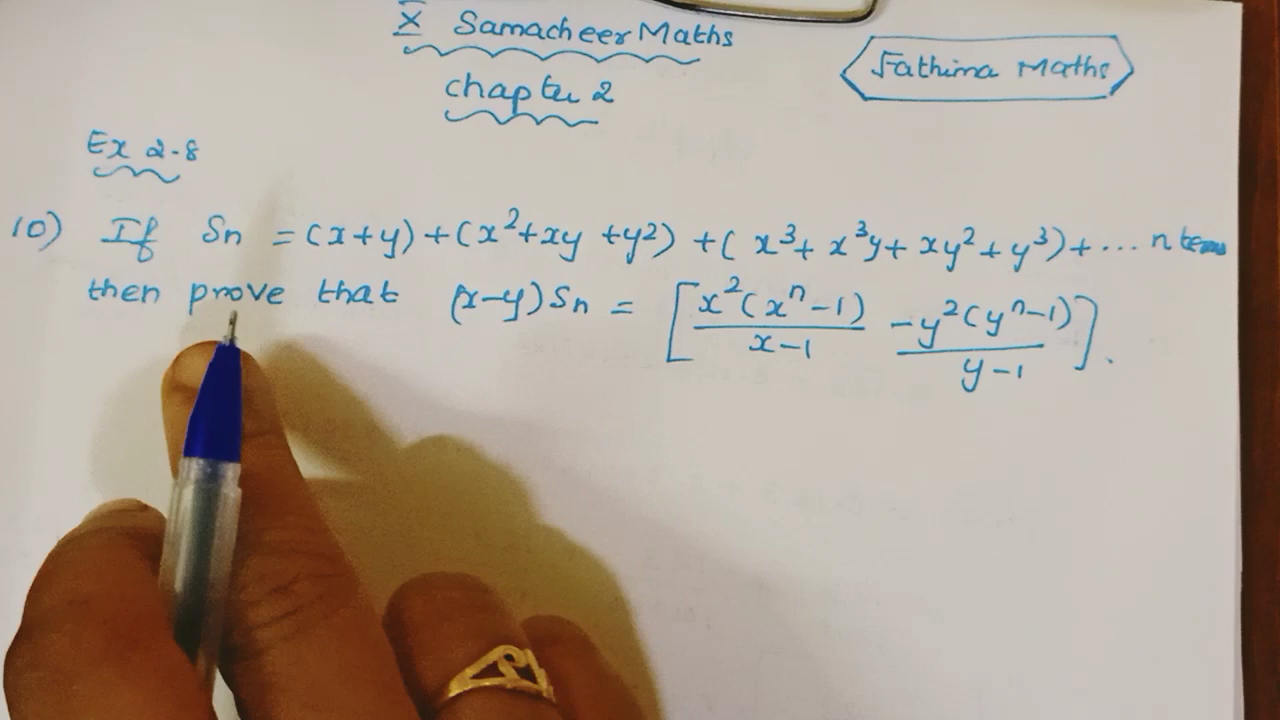 X Samacheer Maths
Fathima Maths
chapter 2
Ex 2.8
10) If Sn = (x+y) + (x²+xy +y²) + (x³+ x³y+ xy²+y³)+ ... n terms
then prove that (x-y)Sn = [x²(xⁿ-1)/x-1 -y²(yⁿ-1)/y-1].